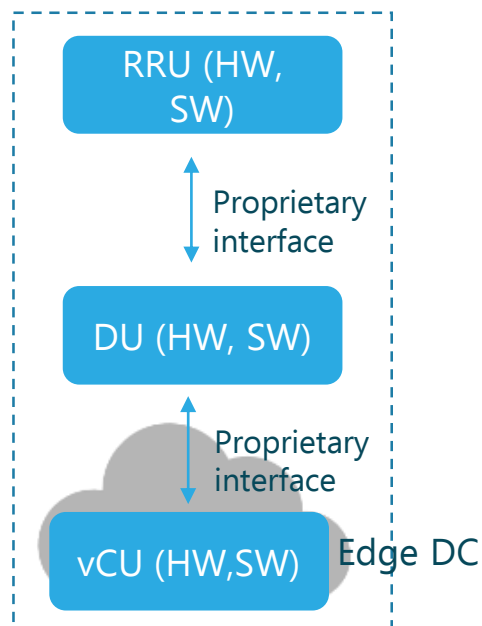 RRU (HW,
SW)
Proprietary
interface
DU (HW, SW)
Proprietary
interface
vCU (HW,SW)
Edge DC